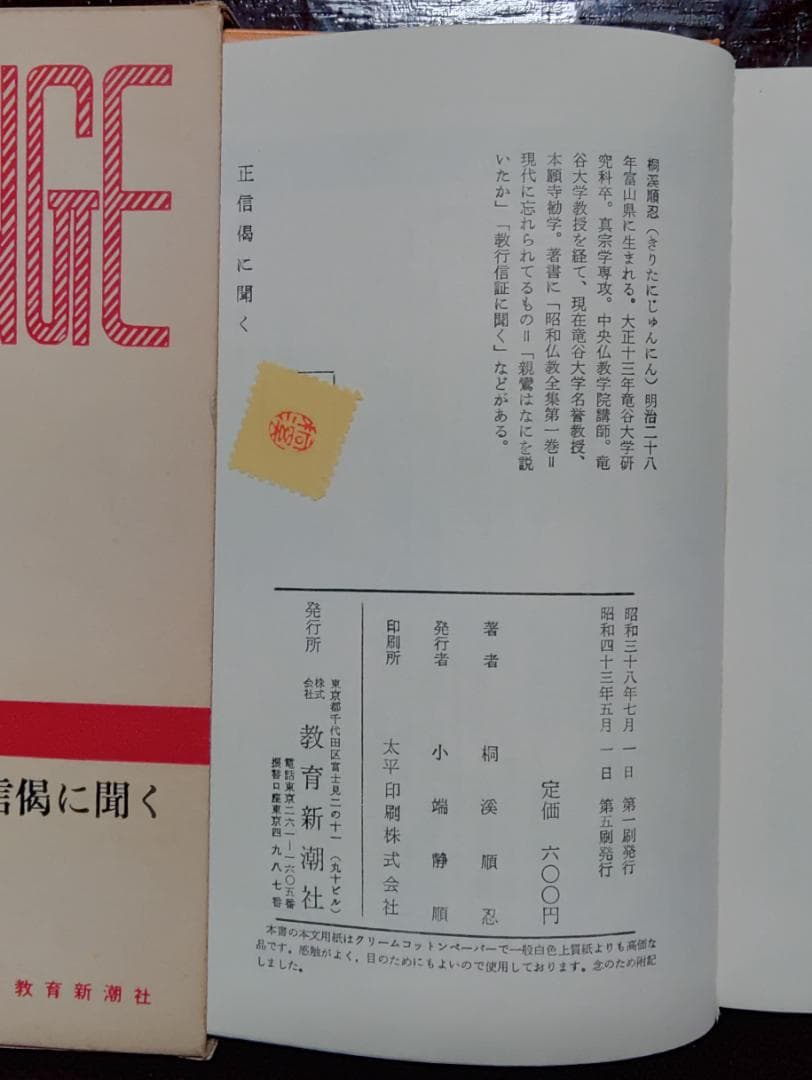 桐溪順忍（きりたにじゅんにん）明治二十八
年富山県に生まれる。大正十三年竜谷大学研
究科卒。真宗学専攻。中央仏教学院講師。竜
谷大学教授を経て、現在竜谷大学名誉教授、
本願寺勧学。著書に「昭和仏教全集第一巻＝
現代に忘れられてるもの＝「親鸞はなにを説
いたか」「教行信証に聞く」などがある。
正信偈に聞く
昭和三十八年七月一日 第一刷発行
昭和四十三年五月一日 第五刷発行
定価 六〇〇円
著者 桐溪順忍
発行者 小端静順
印刷所 太平印刷株式会社
発行所 株式会社 教育新潮社
東京都千代田区富士見二の十一（九十ビル）
電話東京二六一―一六〇五番
振替口座東京四九八七番
本書の本文用紙はクリームコットンペーパーで一般白色上質紙よりも高価な
品です。感触がよく，目のためにもよいので使用しております。念のため附記
しました。
NGE
信偈に聞く
教育新潮社